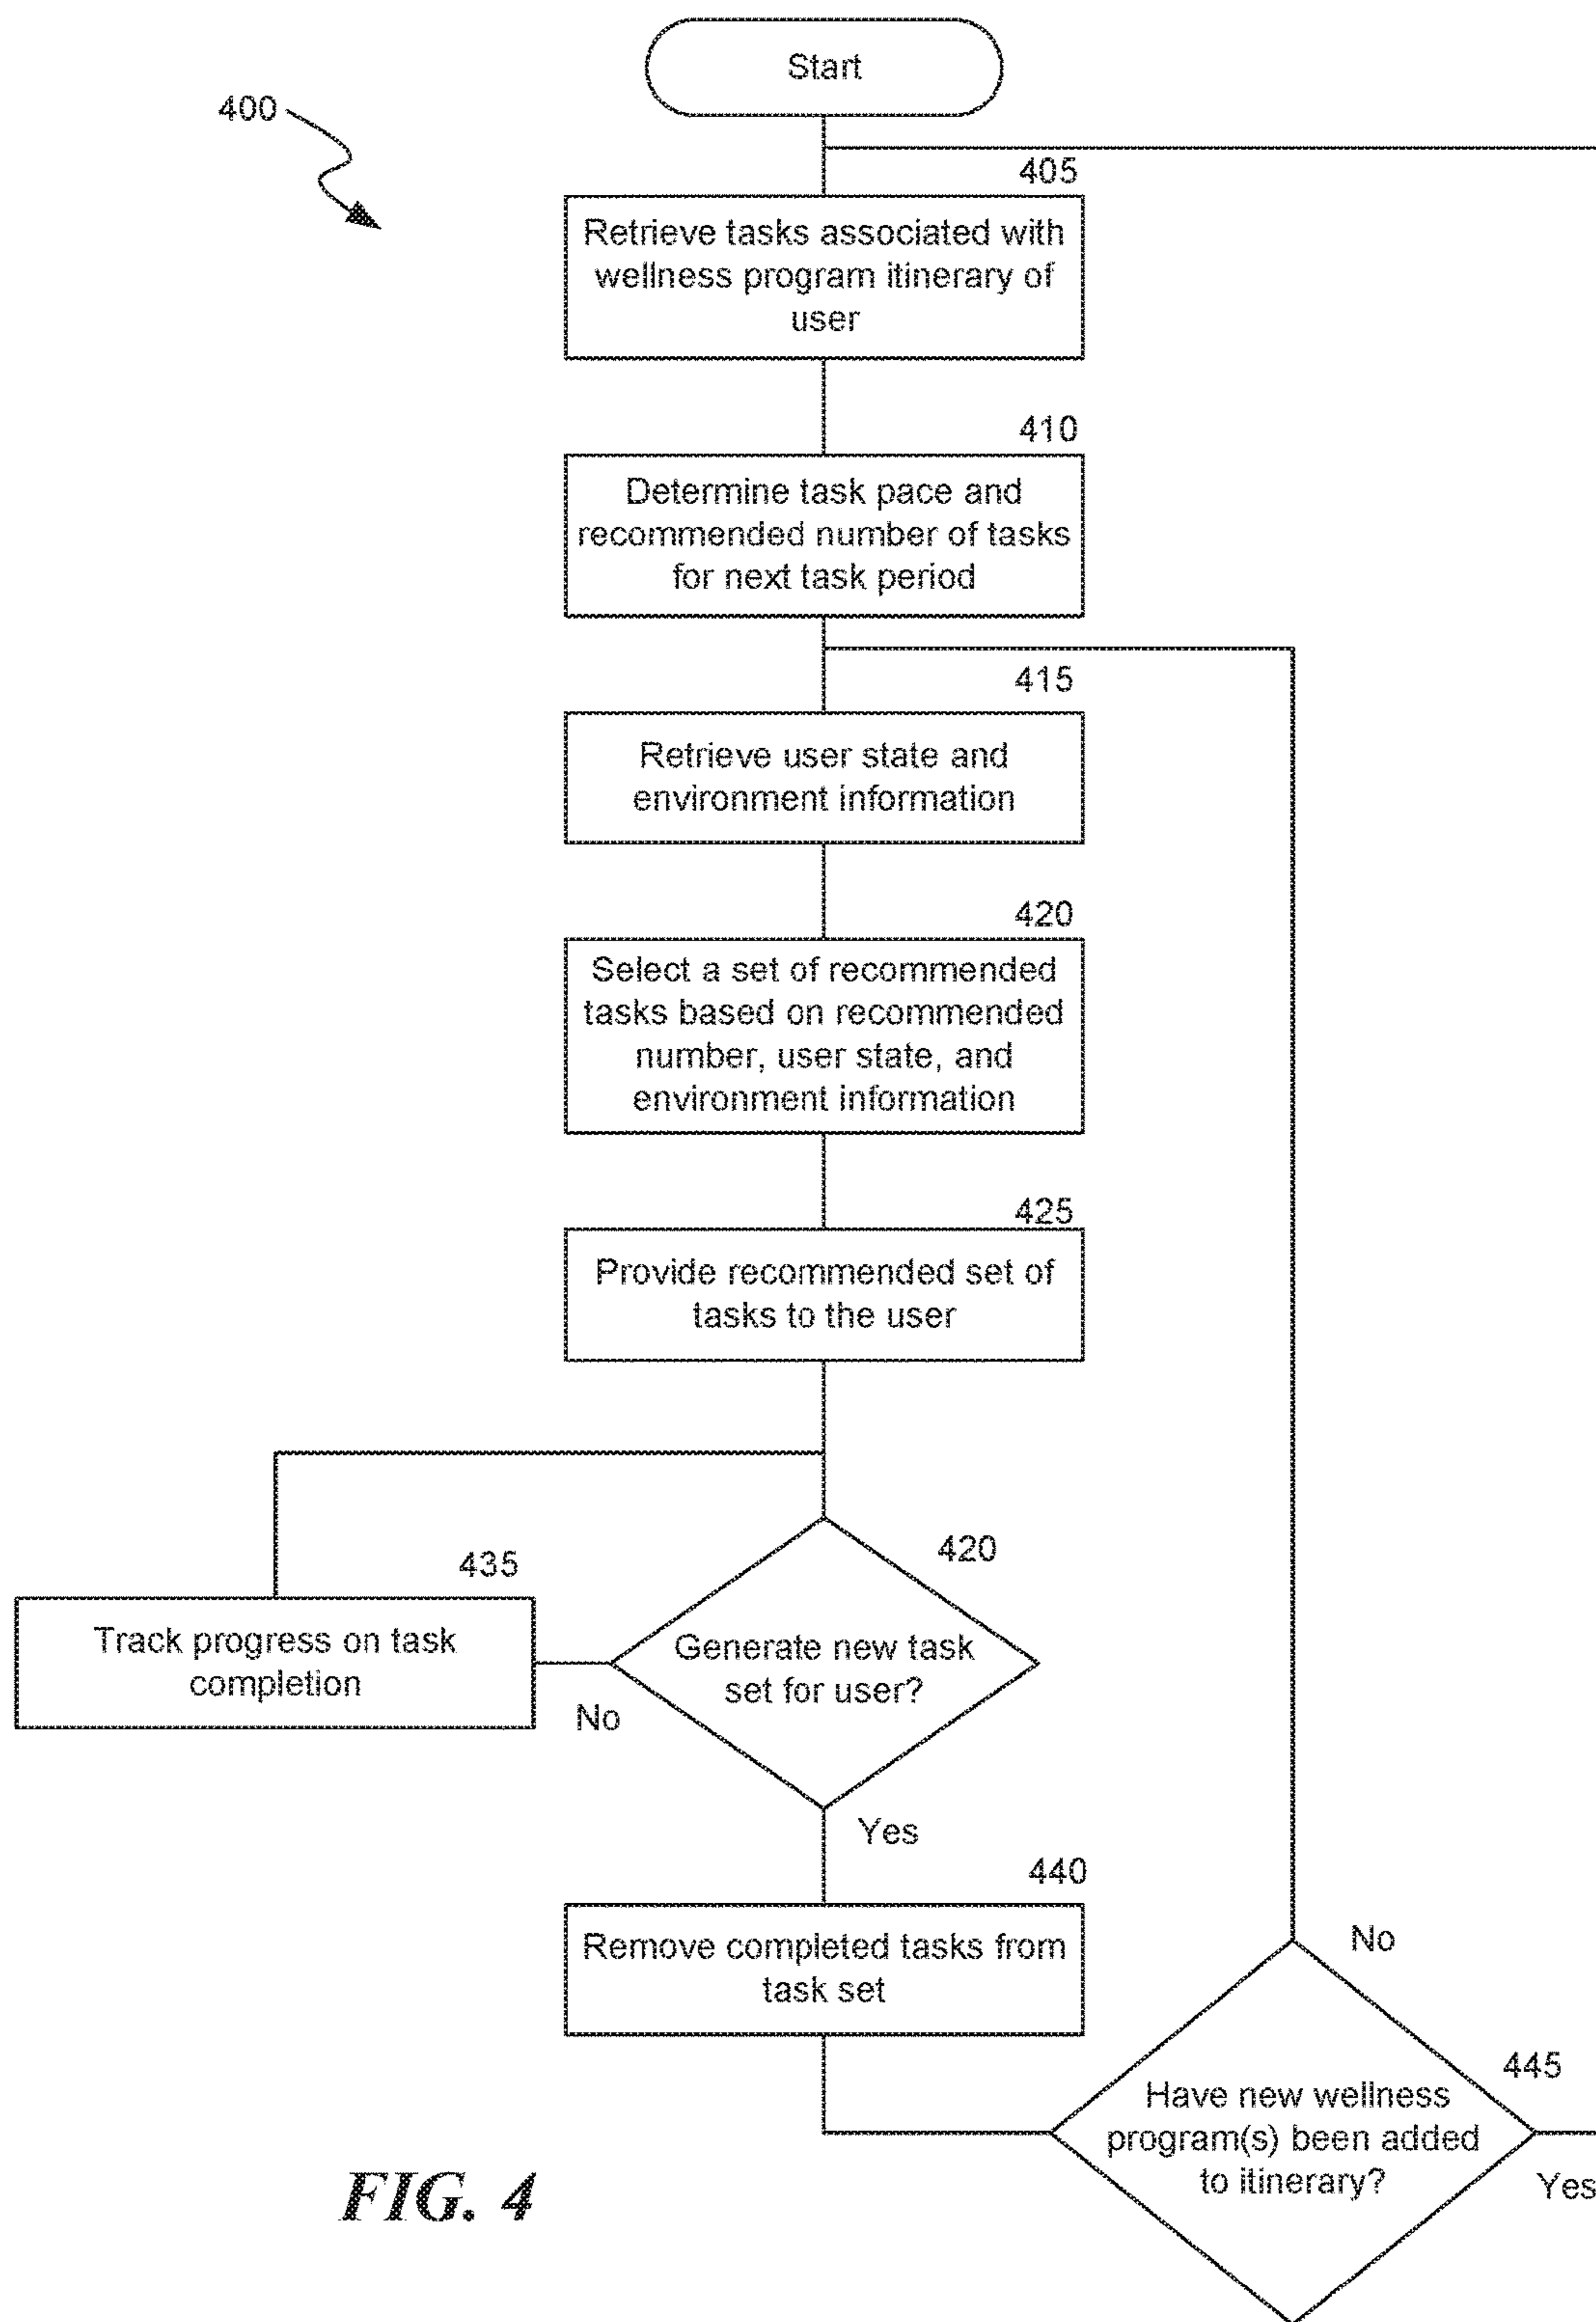 Start
400
405
Retrieve tasks associated with
wellness program itinerary of
user
410
Determine task pace and
recommended number of tasks
for next task period
415
Retrieve user state and
environment information
420
Select a set of recommended
tasks based on recommended
number, user state, and
environment information
425
Provide recommended set of
tasks to the user
435
Track progress on task
completion
420
Generate new task
set for user?
No
Yes
440
Remove completed tasks from
task set
No
445
Have new wellness
program(s) been added
to itinerary?
Yes
FIG. 4